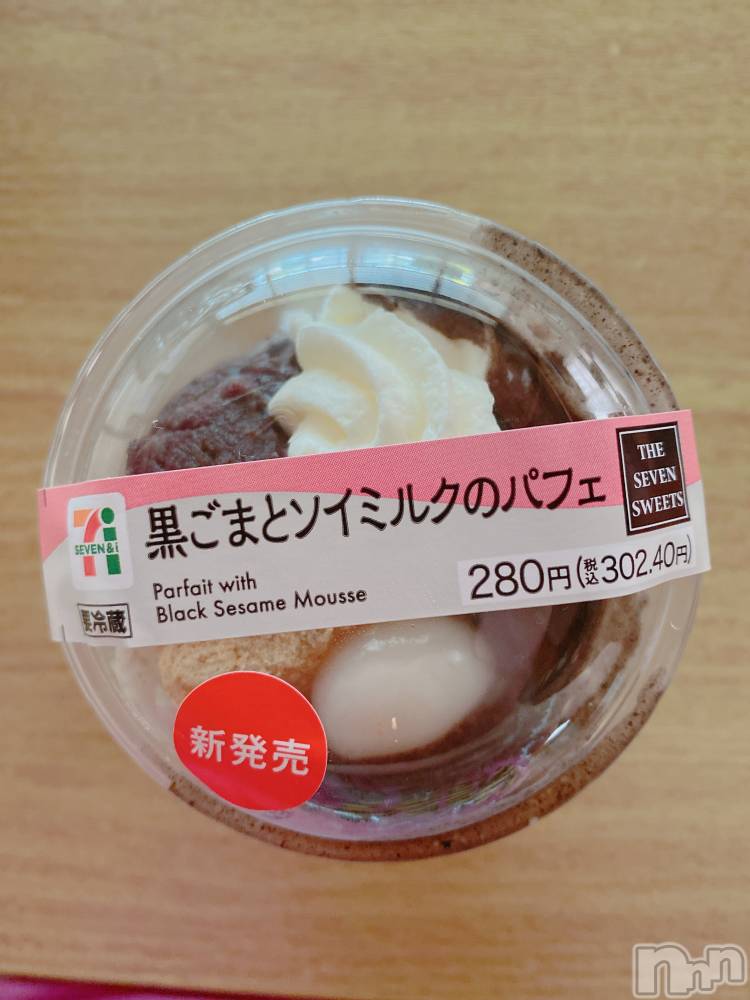 黒ごまとソイミルクのパフェ
THE
SEVEN
SWEETS
SEVEN&i
Parfait with
Black Sesame Mousse
280円(税込302.40円)
要冷蔵
新発売
nnn